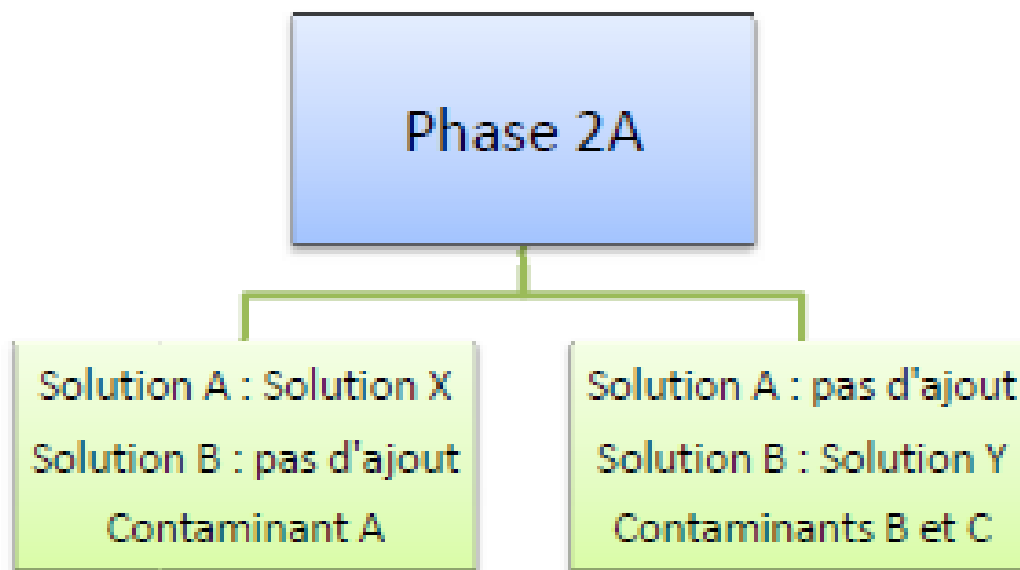 Phase 2A
Solution A : Solution X
Solution B : pas d'ajout
Contaminant A
Solution A : pas d'ajout
Solution B : Solution Y
Contaminants B et C